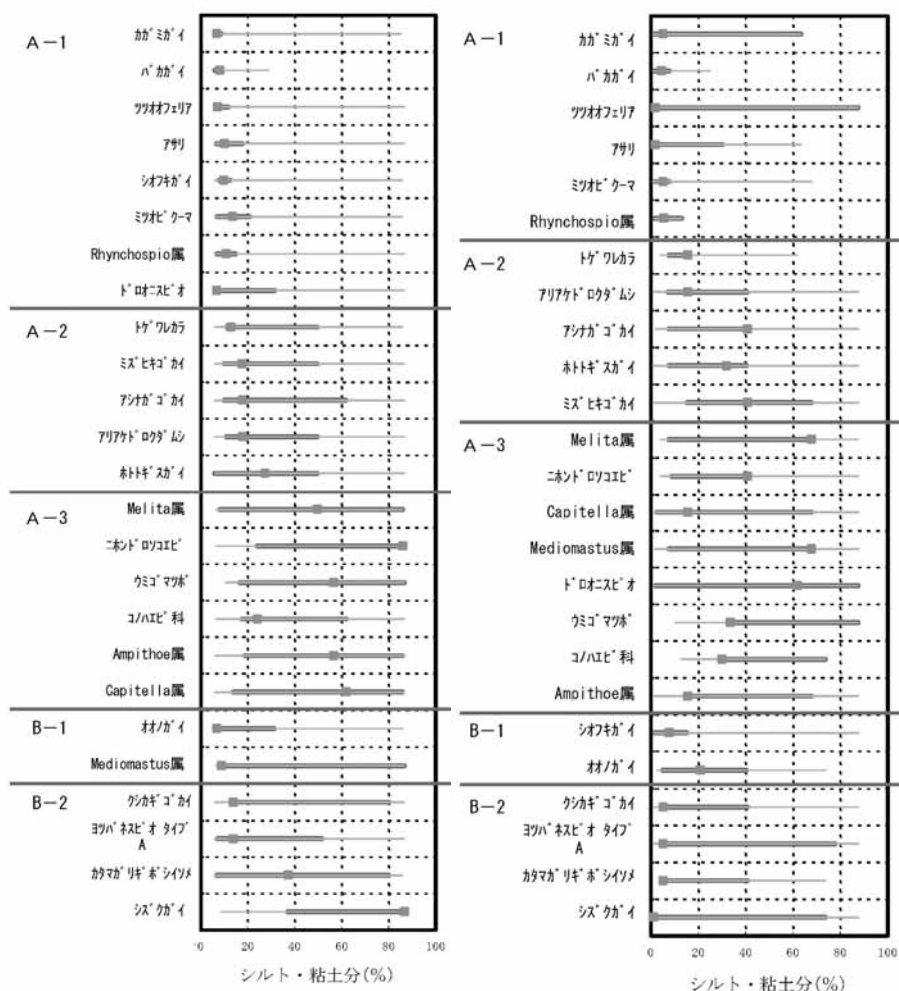 A-1
カガミガイ
バカガイ
ツツオオフェリア
アサリ
シオフキガイ
ミツオビクーマ
Rhynchospio属
ドロオニスピオ
A-2
トゲワレカラ
ミズヒキゴカイ
アシナガゴカイ
アリアケドロクダムシ
ホトトギスガイ
A-3
Melita属
ニホンドロソコエビ
ウミゴマツボ
コノハエビ科
Ampithoe属
Capitella属
B-1
オオノガイ
Mediomastus属
B-2
クシカギゴカイ
ヨツバネスピオ タイプ
A
カタマガリギボシイソメ
シズクガイ
0 20 40 60 80 100
シルト・粘土分(%)
A-1
カガミガイ
バカガイ
ツツオオフェリア
アサリ
ミツオビクーマ
Rhynchospio属
A-2
トゲワレカラ
アリアケドロクダムシ
アシナガゴカイ
ホトトギスガイ
ミズヒキゴカイ
A-3
Melita属
ニホンドロソコエビ
Capitella属
Mediomastus属
ドロオニスピオ
ウミゴマツボ
コノハエビ科
Ampithoe属
B-1
シオフキガイ
オオノガイ
B-2
クシカギゴカイ
ヨツバネスピオ タイプ
A
カタマガリギボシイソメ
シズクガイ
0 20 40 60 80 100
シルト・粘土分(%)